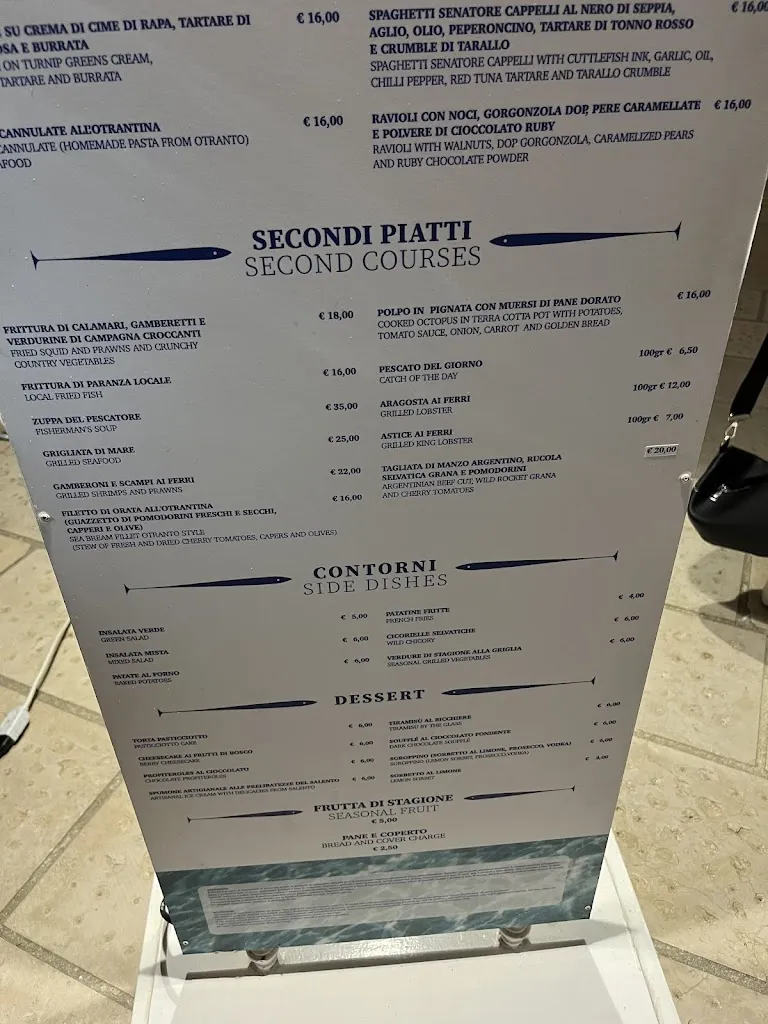 SU CREMA DI CIME DI RAPA, TARTARE DI
OSA E BURRATA
€ 16,00
ON TURNIP GREENS CREAM,
TARTARE AND BURRATA
CANNULATE ALL'OTRANTINA
€ 16,00
CANNULATE (HOMEMADE PASTA FROM OTRANTO)
AFOOD
SPAGHETTI SENATORE CAPPELLI AL NERO DI SEPPIA,
€ 16,00
AGLIO, OLIO, PEPERONCINO, TARTARE DI TONNO ROSSO
E CRUMBLE DI TARALLO
SPAGHETTI SENATORE CAPPELLI WITH CUTTLEFISH INK, GARLIC, OIL,
CHILLI PEPPER, RED TUNA TARTARE AND TARALLO CRUMBLE
RAVIOLI CON NOCI, GORGONZOLA DOP, PERE CARAMELLATE
€ 16,00
E POLVERE DI CIOCCOLATO RUBY
RAVIOLI WITH WALNUTS, DOP GORGONZOLA, CARAMELIZED PEARS
AND RUBY CHOCOLATE POWDER
SECONDI PIATTI
SECOND COURSES
FRITTURA DI CALAMARI, GAMBERETTI E
€ 18,00
VERDURINE DI CAMPAGNA CROCCANTI
FRIED SQUID AND PRAWNS AND CRUNCHY
COUNTRY VEGETABLES
FRITTURA DI PARANZA LOCALE
€ 16,00
LOCAL FRIED FISH
ZUPPA DEL PESCATORE
€ 35,00
FISHERMAN'S SOUP
GRIGLIATA DI MARE
€ 25,00
GRILLED SEAFOOD
GAMBERONI E SCAMPI AI FERRI
€ 22,00
GRILLED SHRIMPS AND PRAWNS
FILETTO DI ORATA ALL'OTRANTINA
€ 16,00
(GUAZZETTO DI POMODORINI FRESCHI E SECCHI,
CAPPERI E OLIVE)
SEA BREAM FILLET OTRANTO STYLE
(STEW OF FRESH AND DRIED CHERRY TOMATOES, CAPERS AND OLIVES)
POLPO IN PIGNATA CON MUERSI DI PANE DORATO
€ 16,00
COOKED OCTOPUS IN TERRA COTTA POT WITH POTATOES,
TOMATO SAUCE, ONION, CARROT AND GOLDEN BREAD
PESCATO DEL GIORNO
100gr € 6,50
CATCH OF THE DAY
ARAGOSTA AI FERRI
100gr € 12,00
GRILLED LOBSTER
ASTICE AI FERRI
100gr € 7,00
GRILLED KING LOBSTER
TAGLIATA DI MANZO ARGENTINO, RUCOLA
€ 20,00
SELVATICA GRANA E POMODORINI
ARGENTINIAN BEEF CUT, WILD ROCKET GRANA
AND CHERRY TOMATOES
CONTORNI
SIDE DISHES
INSALATA VERDE
€ 5,00
GREEN SALAD
INSALATA MISTA
€ 6,00
MIXED SALAD
PATATE AL FORNO
€ 6,00
BAKED POTATOES
PATATINE FRITTE
€ 4,00
FRENCH FRIES
CICORIELLE SELVATICHE
€ 6,00
WILD CHICORY
VERDURE DI STAGIONE ALLA GRIGLIA
€ 6,00
SEASONAL GRILLED VEGETABLES
DESSERT
TORTA PASTICCIOTTO
€ 6,00
PASTICCIOTTO CAKE
CHEESECAKE AI FRUTTI DI BOSCO
€ 6,00
BERRY CHEESECAKE
PROFITEROLES AL CIOCCOLATO
€ 6,00
CHOCOLATE PROFITEROLES
SPUMONE ARTIGIANALE ALLE PRELIBATEZZE DEL SALENTO
€ 6,00
ARTISANAL ICE CREAM WITH DELICACIES FROM SALENTO
TIRAMISÙ AL BICCHIERE
€ 6,00
TIRAMISU BY THE GLASS
SOUFFLÉ AL CIOCCOLATO FONDENTE
€ 6,00
DARK CHOCOLATE SOUFFLÉ
SGROPPINO (SORBETTO AL LIMONE, PROSECCO, VODKA)
€ 6,00
SGROPPINO (LEMON SORBET, PROSECCO, VODKA)
SORBETTO AL LIMONE
LEMON SORBET
FRUTTA DI STAGIONE
SEASONAL FRUIT
€ 5,00
PANE E COPERTO
BREAD AND COVER CHARGE
€ 2,50